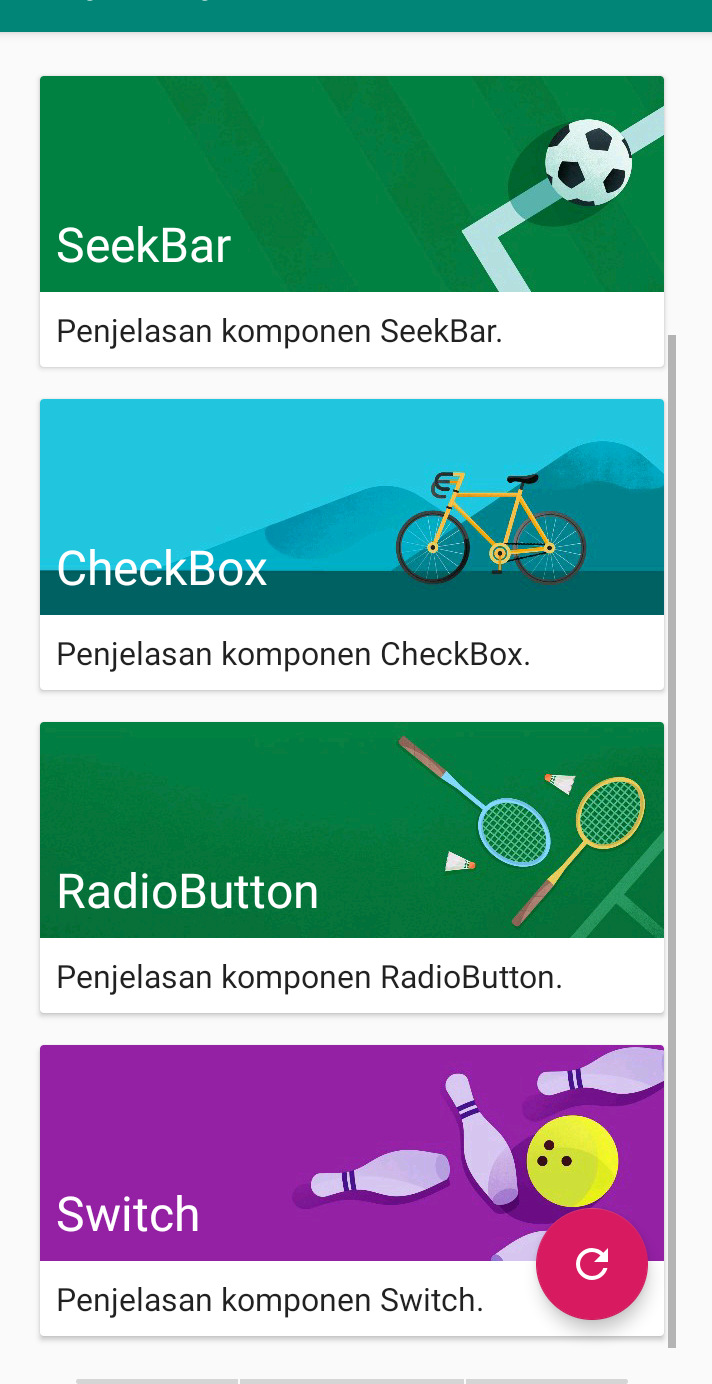 SeekBar
Penjelasan komponen SeekBar.
CheckBox
Penjelasan komponen CheckBox.
RadioButton
Penjelasan komponen RadioButton.
Switch
Penjelasan komponen Switch.